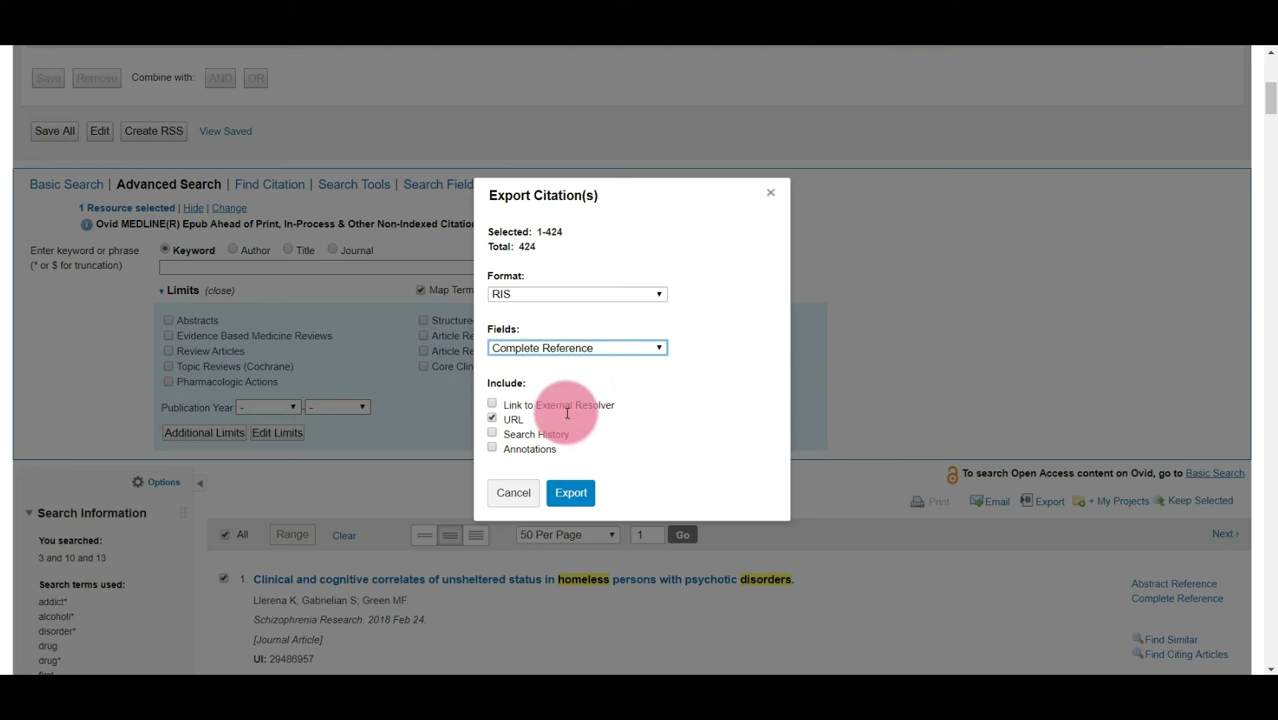 Save Remove Combine with: AND OR
Save All Edit Create RSS View Saved
Basic Search | Advanced Search | Find Citation | Search Tools | Search Field
1 Resource selected | Hide | Change
Ovid MEDLINE(R) Epub Ahead of Print, In-Process & Other Non-Indexed Citation
Enter keyword or phrase
(* or $ for truncation)
Keyword Author Title Journal
Limits (close)
Map Term
Abstracts
Evidence Based Medicine Reviews
Review Articles
Topic Reviews (Cochrane)
Pharmacologic Actions
Structure
Article Re
Article Re
Core Clin
Publication Year - - -
Additional Limits Edit Limits
Export Citation(s) ×
Selected: 1-424
Total: 424
Format:
RIS
Fields:
Complete Reference
Include:
Link to External Resolver
URL
Search History
Annotations
Cancel Export
To search Open Access content on Ovid, go to Basic Search.
Options
Print Email Export + My Projects Keep Selected
Search Information
You searched:
3 and 10 and 13
Search terms used:
addict*
alcoholi*
disorder*
drug
drug*
All Range Clear 50 Per Page 1 Go Next ›
1. Clinical and cognitive correlates of unsheltered status in homeless persons with psychotic disorders.
Llerena K; Gabrielian S; Green MF.
Schizophrenia Research. 2018 Feb 24.
[Journal Article]
UI: 29486957
Abstract Reference
Complete Reference
Find Similar
Find Citing Articles